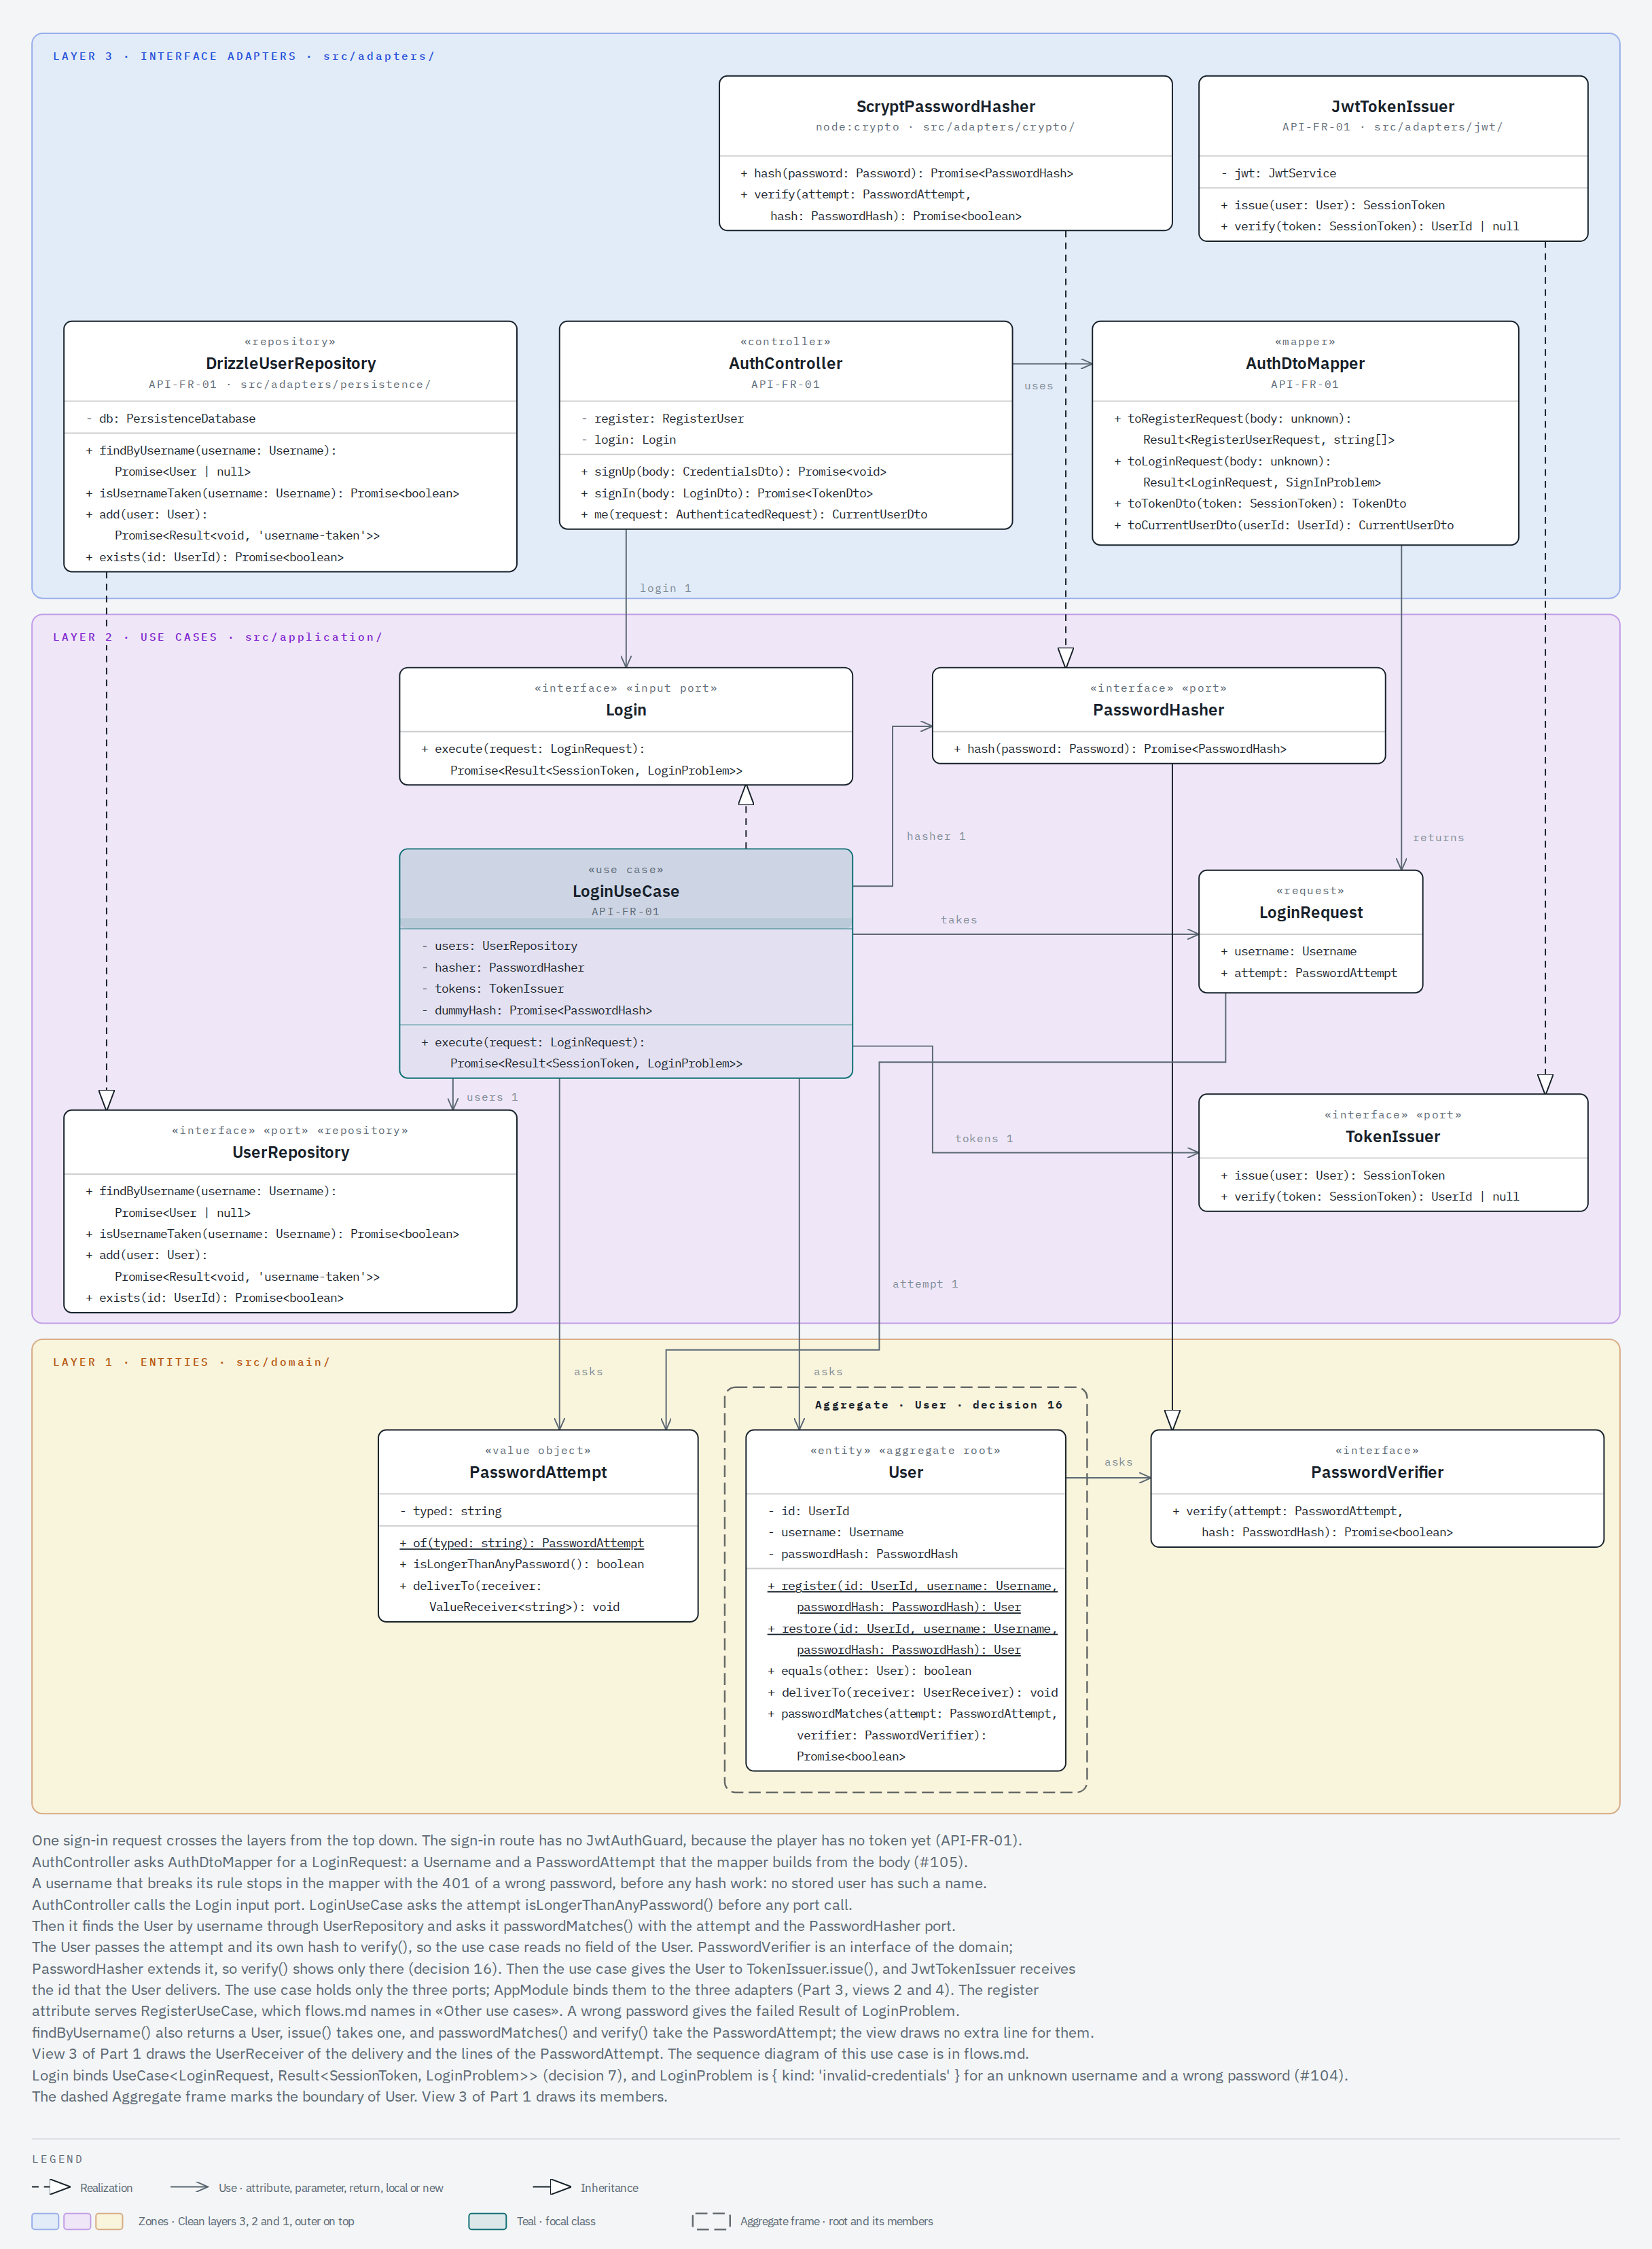 LAYER 3 · INTERFACE ADAPTERS · src/adapters/
ScryptPasswordHasher
node:crypto · src/adapters/crypto/
+ hash(password: Password): Promise<PasswordHash>
+ verify(attempt: PasswordAttempt,
hash: PasswordHash): Promise<boolean>
JwtTokenIssuer
API-FR-01 · src/adapters/jwt/
- jwt: JwtService
+ issue(user: User): SessionToken
+ verify(token: SessionToken): UserId | null
«repository»
DrizzleUserRepository
API-FR-01 · src/adapters/persistence/
- db: PersistenceDatabase
+ findByUsername(username: Username):
Promise<User | null>
+ isUsernameTaken(username: Username): Promise<boolean>
+ add(user: User):
Promise<Result<void, 'username-taken'>>
+ exists(id: UserId): Promise<boolean>
«controller»
AuthController
API-FR-01
- register: RegisterUser
- login: Login
+ signUp(body: CredentialsDto): Promise<void>
+ signIn(body: LoginDto): Promise<TokenDto>
+ me(request: AuthenticatedRequest): CurrentUserDto
uses
«mapper»
AuthDtoMapper
API-FR-01
+ toRegisterRequest(body: unknown):
Result<RegisterUserRequest, string[]>
+ toLoginRequest(body: unknown):
Result<LoginRequest, SignInProblem>
+ toTokenDto(token: SessionToken): TokenDto
+ toCurrentUserDto(userId: UserId): CurrentUserDto
login 1
LAYER 2 · USE CASES · src/application/
«interface» «input port»
Login
+ execute(request: LoginRequest):
Promise<Result<SessionToken, LoginProblem>>
«interface» «port»
PasswordHasher
+ hash(password: Password): Promise<PasswordHash>
hasher 1
returns
«use case»
LoginUseCase
API-FR-01
- users: UserRepository
- hasher: PasswordHasher
- tokens: TokenIssuer
- dummyHash: Promise<PasswordHash>
+ execute(request: LoginRequest):
Promise<Result<SessionToken, LoginProblem>>
takes
«request»
LoginRequest
+ username: Username
+ attempt: PasswordAttempt
users 1
tokens 1
«interface» «port» «repository»
UserRepository
+ findByUsername(username: Username):
Promise<User | null>
+ isUsernameTaken(username: Username): Promise<boolean>
+ add(user: User):
Promise<Result<void, 'username-taken'>>
+ exists(id: UserId): Promise<boolean>
«interface» «port»
TokenIssuer
+ issue(user: User): SessionToken
+ verify(token: SessionToken): UserId | null
attempt 1
LAYER 1 · ENTITIES · src/domain/
asks
asks
Aggregate · User · decision 16
«value object»
PasswordAttempt
- typed: string
+ of(typed: string): PasswordAttempt
+ isLongerThanAnyPassword(): boolean
+ deliverTo(receiver:
ValueReceiver<string>): void
«entity» «aggregate root»
User
- id: UserId
- username: Username
- passwordHash: PasswordHash
+ register(id: UserId, username: Username,
passwordHash: PasswordHash): User
+ restore(id: UserId, username: Username,
passwordHash: PasswordHash): User
+ equals(other: User): boolean
+ deliverTo(receiver: UserReceiver): void
+ passwordMatches(attempt: PasswordAttempt,
verifier: PasswordVerifier):
Promise<boolean>
asks
«interface»
PasswordVerifier
+ verify(attempt: PasswordAttempt,
hash: PasswordHash): Promise<boolean>
One sign-in request crosses the layers from the top down. The sign-in route has no JwtAuthGuard, because the player has no token yet (API-FR-01).
AuthController asks AuthDtoMapper for a LoginRequest: a Username and a PasswordAttempt that the mapper builds from the body (#105).
A username that breaks its rule stops in the mapper with the 401 of a wrong password, before any hash work: no stored user has such a name.
AuthController calls the Login input port. LoginUseCase asks the attempt isLongerThanAnyPassword() before any port call.
Then it finds the User by username through UserRepository and asks it passwordMatches() with the attempt and the PasswordHasher port.
The User passes the attempt and its own hash to verify(), so the use case reads no field of the User. PasswordVerifier is an interface of the domain;
PasswordHasher extends it, so verify() shows only there (decision 16). Then the use case gives the User to TokenIssuer.issue(), and JwtTokenIssuer receives
the id that the User delivers. The use case holds only the three ports; AppModule binds them to the three adapters (Part 3, views 2 and 4). The register
attribute serves RegisterUseCase, which flows.md names in «Other use cases». A wrong password gives the failed Result of LoginProblem.
findByUsername() also returns a User, issue() takes one, and passwordMatches() and verify() take the PasswordAttempt; the view draws no extra line for them.
View 3 of Part 1 draws the UserReceiver of the delivery and the lines of the PasswordAttempt. The sequence diagram of this use case is in flows.md.
Login binds UseCase<LoginRequest, Result<SessionToken, LoginProblem>> (decision 7), and LoginProblem is { kind: 'invalid-credentials' } for an unknown username and a wrong password (#104).
The dashed Aggregate frame marks the boundary of User. View 3 of Part 1 draws its members.
LEGEND
Realization
Use · attribute, parameter, return, local or new
Inheritance
Zones · Clean layers 3, 2 and 1, outer on top
Teal · focal class
Aggregate frame · root and its members